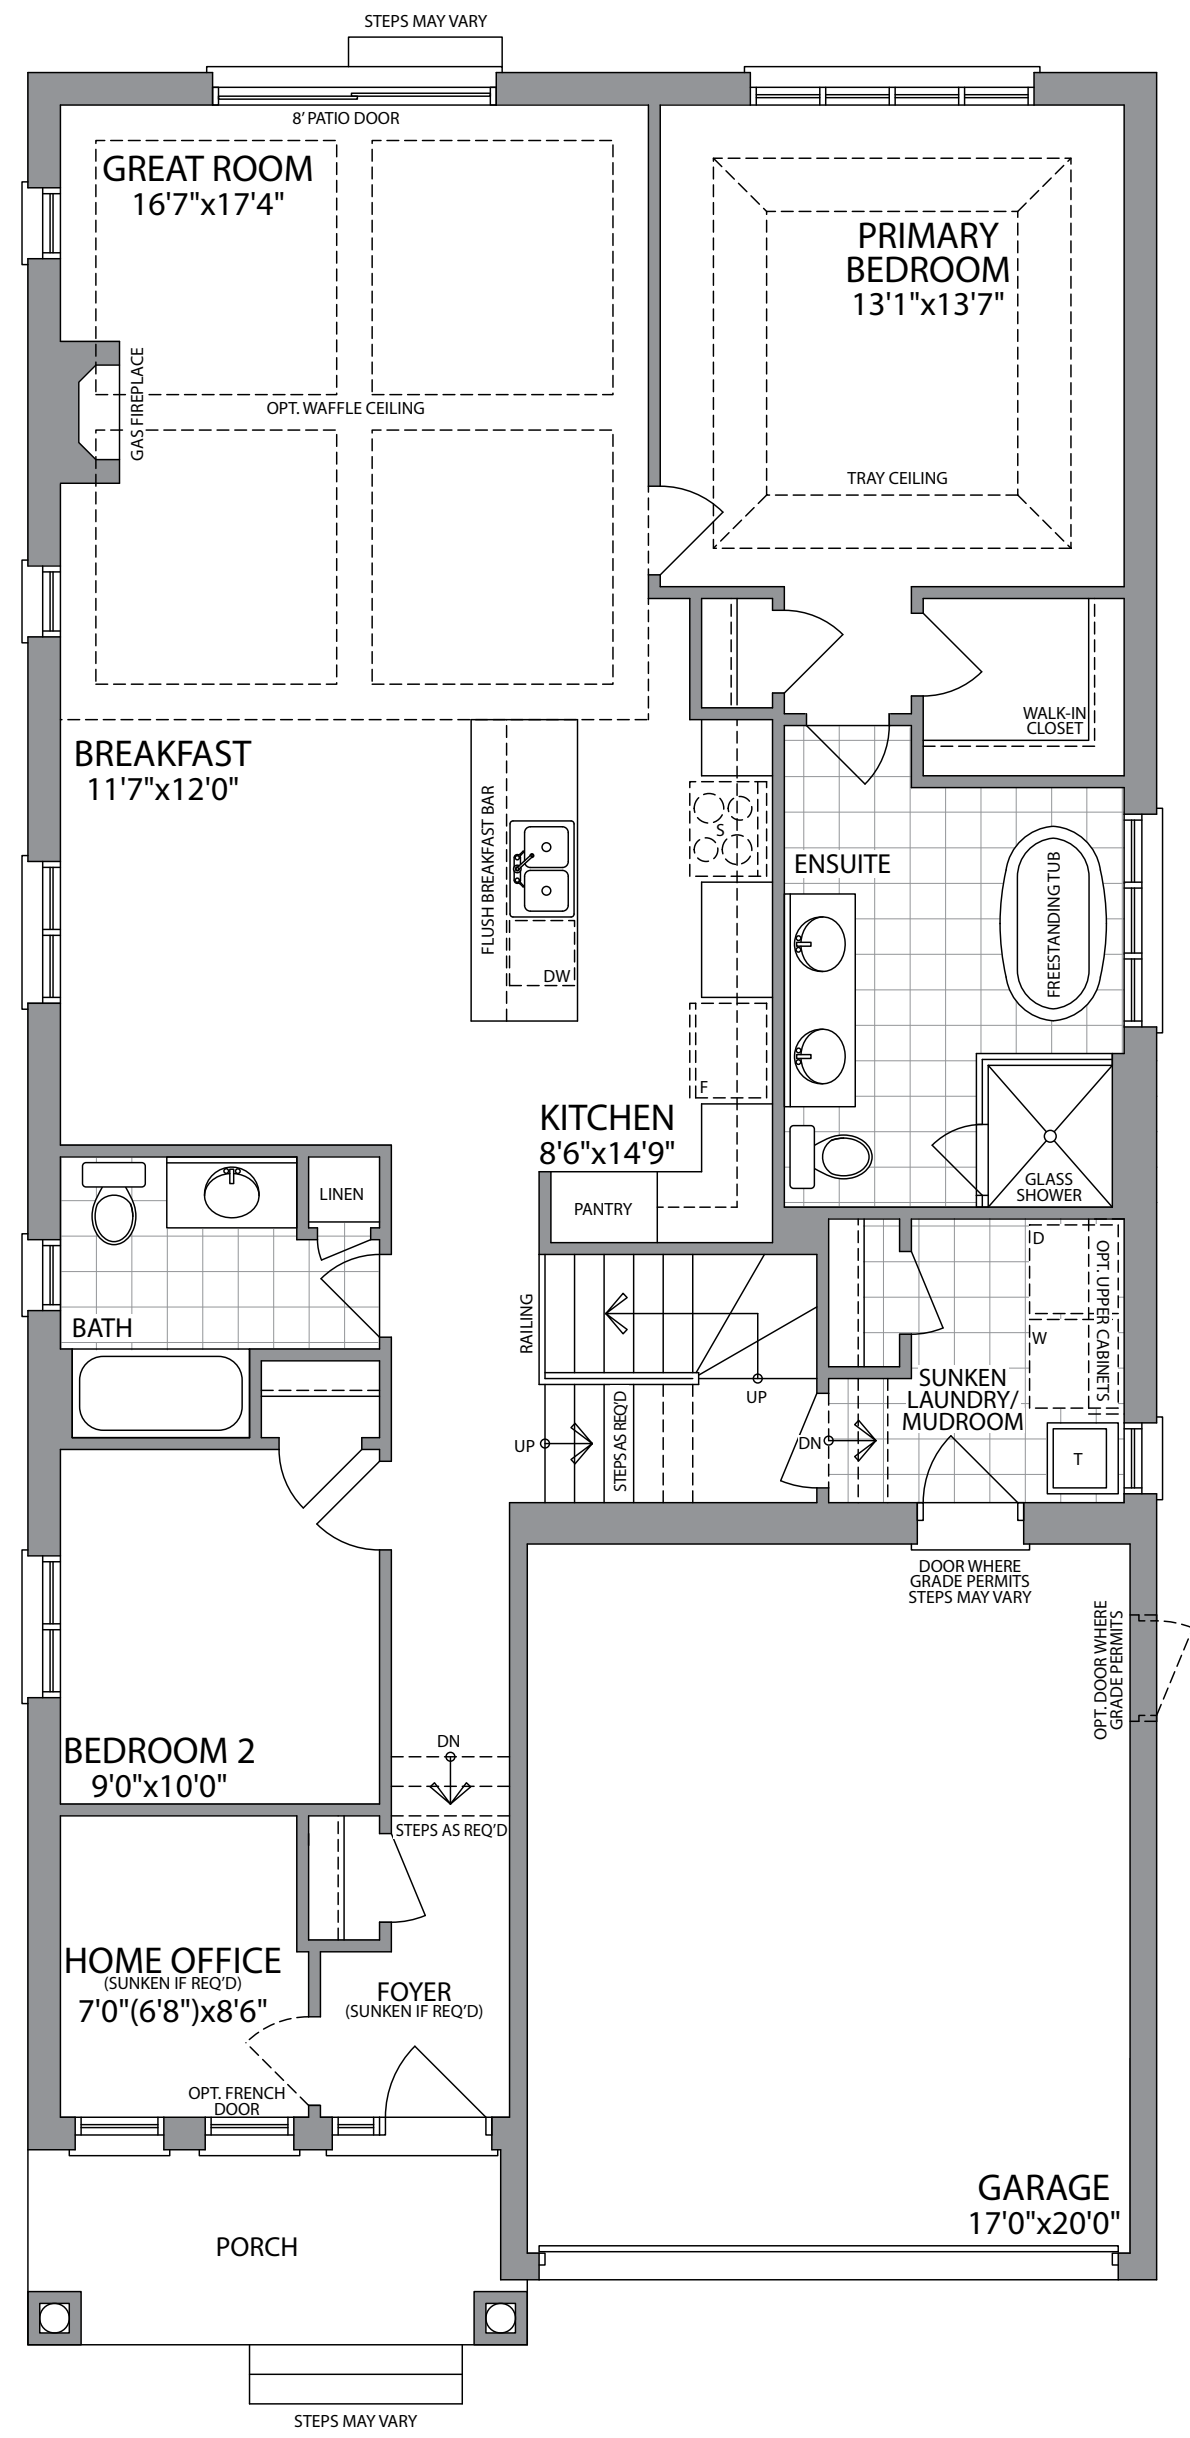 STEPS MAY VARY
8' PATIO DOOR
GREAT ROOM
16'7"x17'4"
PRIMARY
BEDROOM
13'1"x13'7"
GAS FIREPLACE
OPT. WAFFLE CEILING
TRAY CEILING
WALK-IN
CLOSET
BREAKFAST
11'7"x12'0"
FLUSH BREAKFAST BAR
S
DW
ENSUITE
FREESTANDING TUB
F
KITCHEN
8'6"x14'9"
GLASS
SHOWER
PANTRY
LINEN
BATH
RAILING
D
W
OPT. UPPER CABINETS
SUNKEN
LAUNDRY/
MUDROOM
UP
UP
STEPS AS REQ'D
DN
T
DOOR WHERE
GRADE PERMITS
STEPS MAY VARY
OPT. DOOR WHERE
GRADE PERMITS
BEDROOM 2
9'0"x10'0"
DN
STEPS AS REQ'D
HOME OFFICE
(SUNKEN IF REQ'D)
7'0"(6'8")x8'6"
FOYER
(SUNKEN IF REQ'D)
OPT. FRENCH
DOOR
GARAGE
17'0"x20'0"
PORCH
STEPS MAY VARY